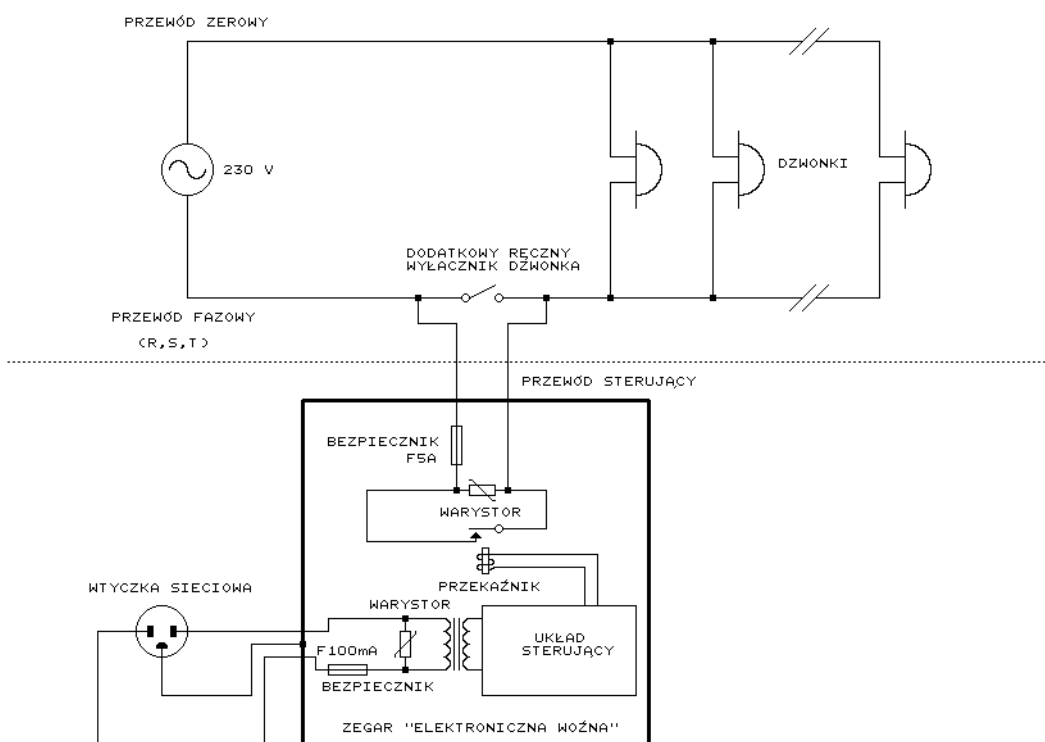 PRZEWÓD ZEROWY
230 V
DZWONKI
DODATKOWY RĘCZNY
WYŁĄCZNIK DŹWONKA
PRZEWÓD FAZOWY
(R,S,T)
PRZEWÓD STERUJĄCY
BEZPIECZNIK
F5A
WARYSTOR
PRZEKAŹNIK
WTYCZKA SIECIOWA
WARYSTOR
UKŁAD
STERUJĄCY
F100mA
BEZPIECZNIK
ZEGAR "ELEKTRONICZNA WOŹNA"